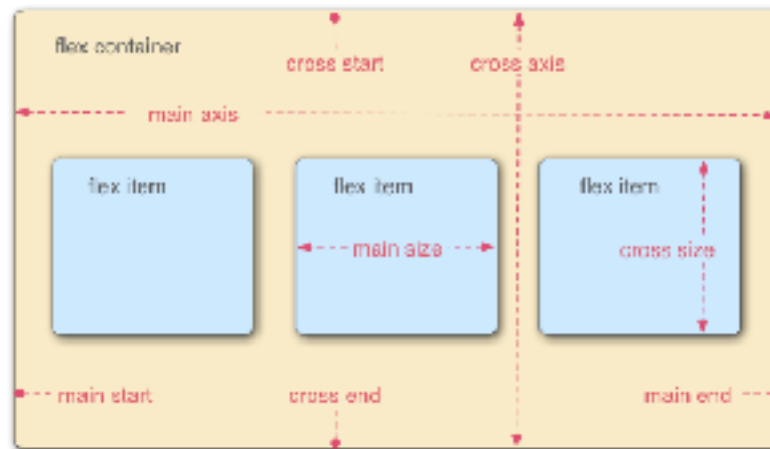 flex container
cross start
cross axis
main axis
flex item
flex item
flex item
main size
cross size
main start
cross end
main end